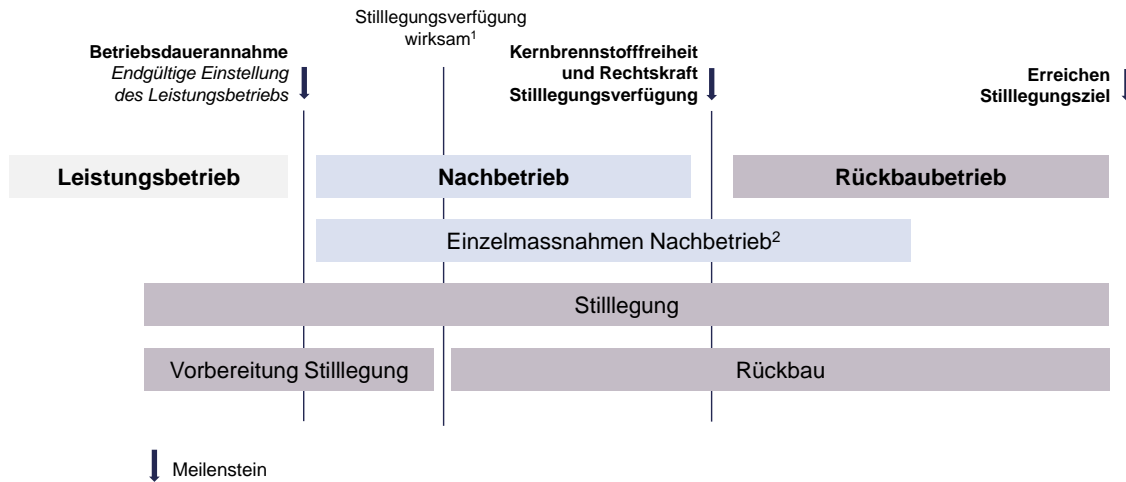 Stilllegungsverfügung
wirksam¹
Betriebsdauerannahme
Endgültige Einstellung
des Leistungsbetriebs
Kernbrennstofffreiheit
und Rechtskraft
Stilllegungsverfügung
Erreichen
Stilllegungsziel
Leistungsbetrieb
Nachbetrieb
Rückbaubetrieb
Einzelmassnahmen Nachbetrieb²
Stilllegung
Vorbereitung Stilllegung
Rückbau
Meilenstein